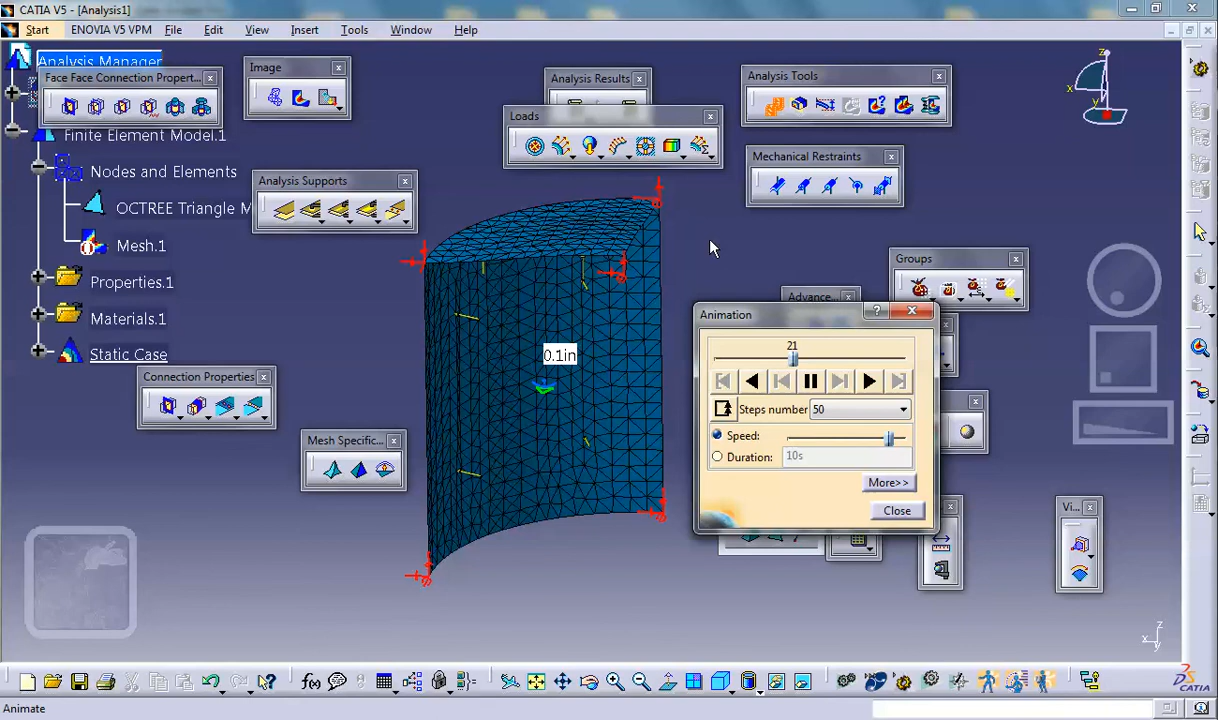 CATIA V5 - [Analysis1]
Start
ENOVIA V5 VPM
File
Edit
View
Insert
Tools
Window
Help
Analysis Manager
Face Face Connection Propert...
Image
Analysis Results
Analysis Tools
Loads
Finite Element Model.1
Mechanical Restraints
Nodes and Elements
Analysis Supports
OCTREE Triangle M
Mesh.1
Groups
Properties.1
Advance...
Materials.1
Animation
Static Case
21
0.1in
Connection Properties
Steps number
50
Speed:
Mesh Specific...
Duration:
10s
More>>
Close
Vi...
Animate
z
x
y
z
x
y